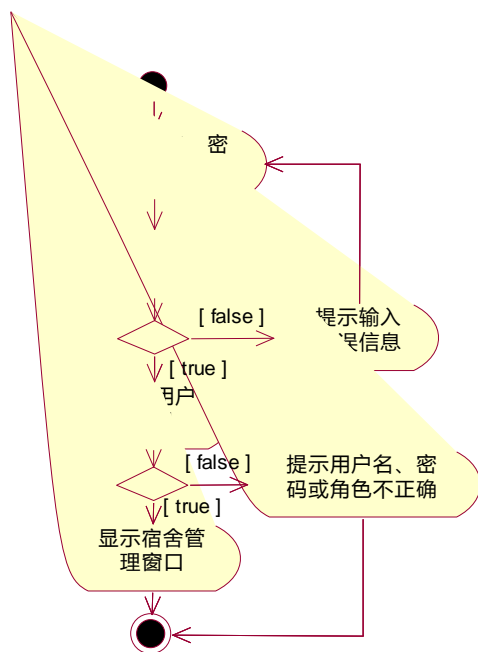 密
[ false ]
提示输入
误信息
[ true ]
用户
[ false ]
提示用户名、密
码或角色不正确
[ true ]
显示宿舍管
理窗口